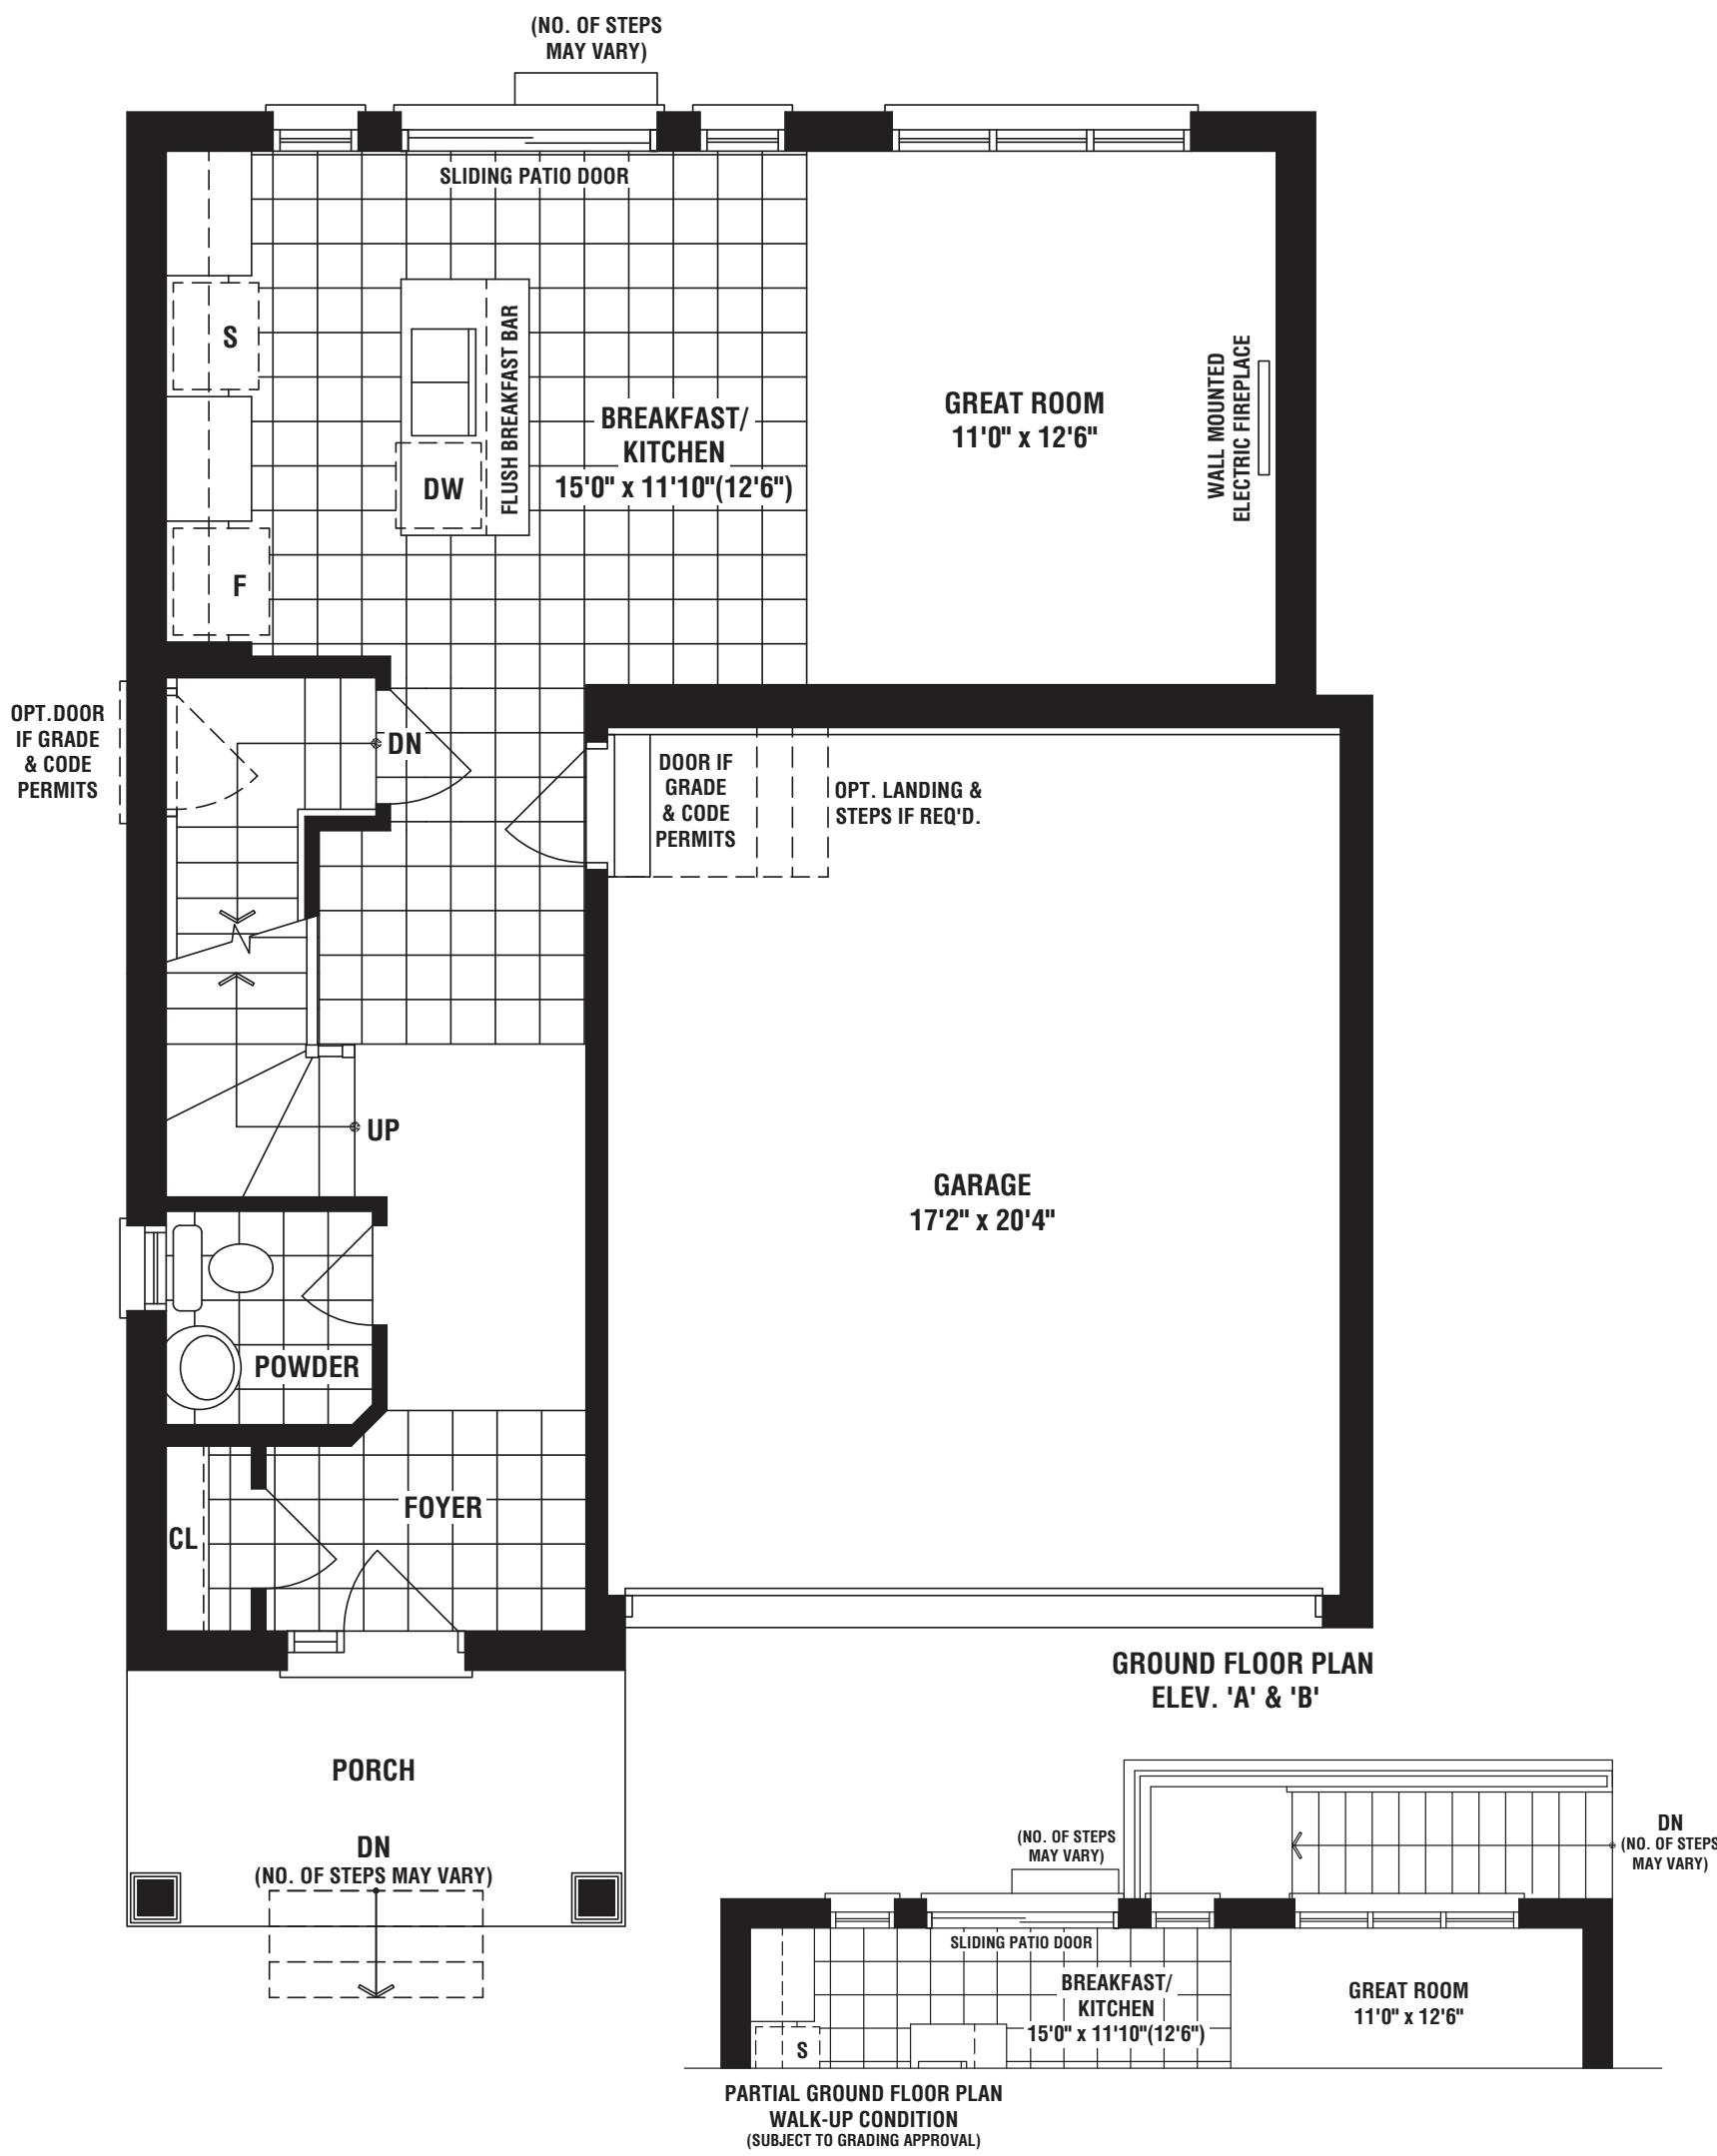 (NO. OF STEPS
MAY VARY)
SLIDING PATIO DOOR
S
FLUSH BREAKFAST BAR
DW
F
BREAKFAST/
KITCHEN
15'0" x 11'10"(12'6")
GREAT ROOM
11'0" x 12'6"
WALL MOUNTED
ELECTRIC FIREPLACE
OPT.DOOR
IF GRADE
& CODE
PERMITS
DN
DOOR IF
GRADE
& CODE
PERMITS
OPT. LANDING &
STEPS IF REQ'D.
UP
GARAGE
17'2" x 20'4"
POWDER
FOYER
CL
GROUND FLOOR PLAN
ELEV. 'A' & 'B'
PORCH
DN
(NO. OF STEPS MAY VARY)
(NO. OF STEPS
MAY VARY)
DN
(NO. OF STEPS
MAY VARY)
SLIDING PATIO DOOR
BREAKFAST/
KITCHEN
15'0" x 11'10"(12'6")
S
GREAT ROOM
11'0" x 12'6"
PARTIAL GROUND FLOOR PLAN
WALK-UP CONDITION
(SUBJECT TO GRADING APPROVAL)